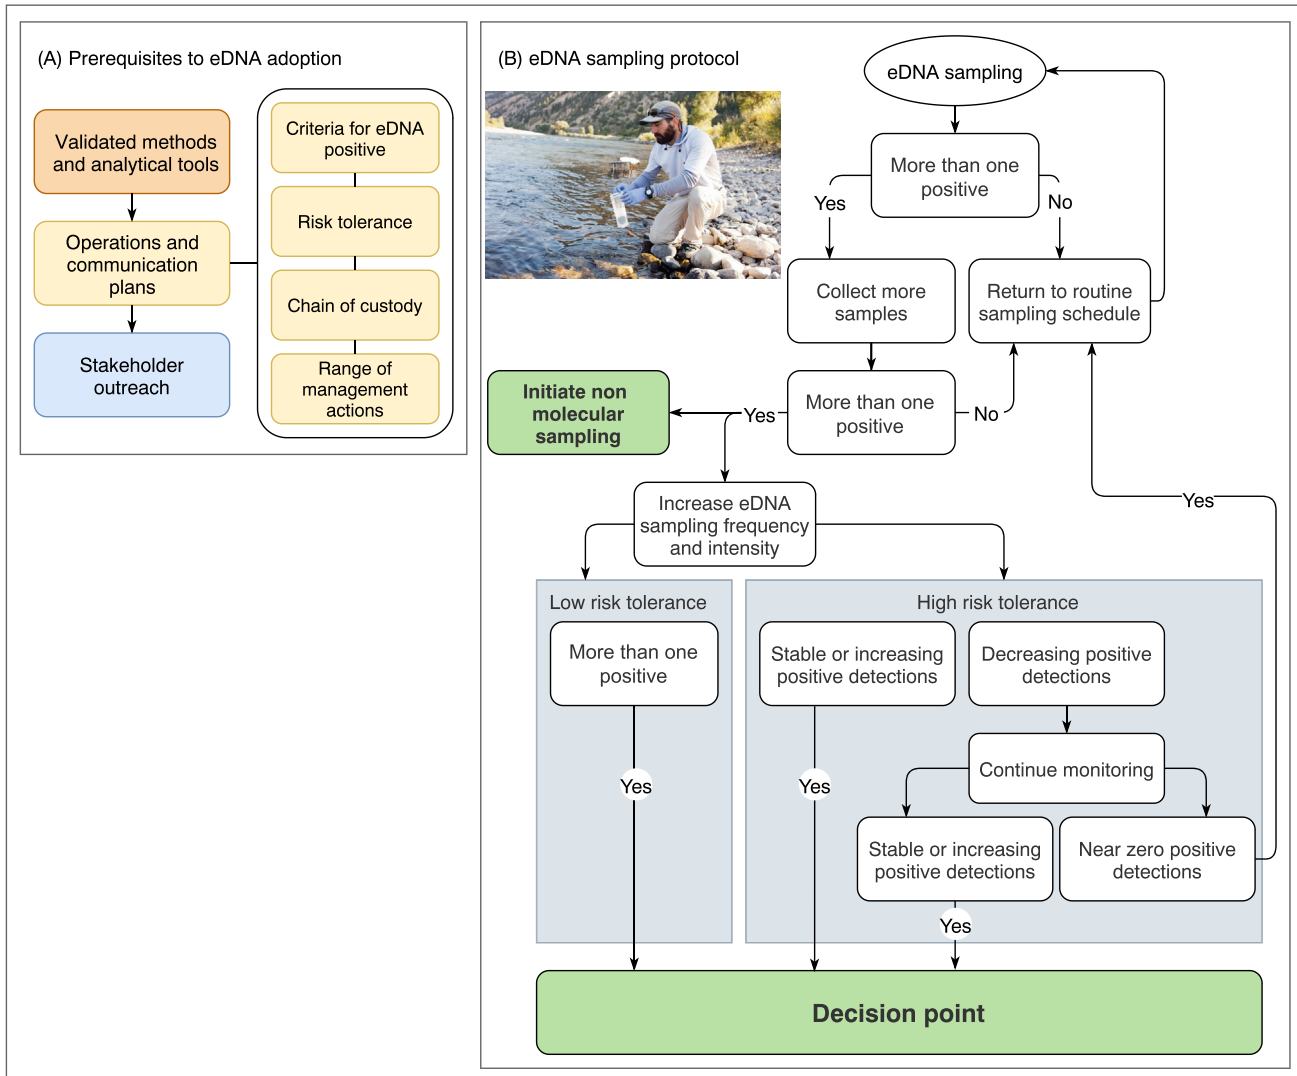 (A) Prerequisites to eDNA adoption
Validated methods
and analytical tools
Operations and
communication
plans
Stakeholder
outreach
Criteria for eDNA
positive
Risk tolerance
Chain of custody
Range of
management
actions
(B) eDNA sampling protocol
eDNA sampling
More than one
positive
Yes
No
Collect more
samples
Return to routine
sampling schedule
More than one
positive
Yes
No
Initiate non
molecular
sampling
Increase eDNA
sampling frequency
and intensity
Yes
Low risk tolerance
More than one
positive
Yes
High risk tolerance
Stable or increasing
positive detections
Yes
Decreasing positive
detections
Continue monitoring
Stable or increasing
positive detections
Near zero positive
detections
Yes
Decision point